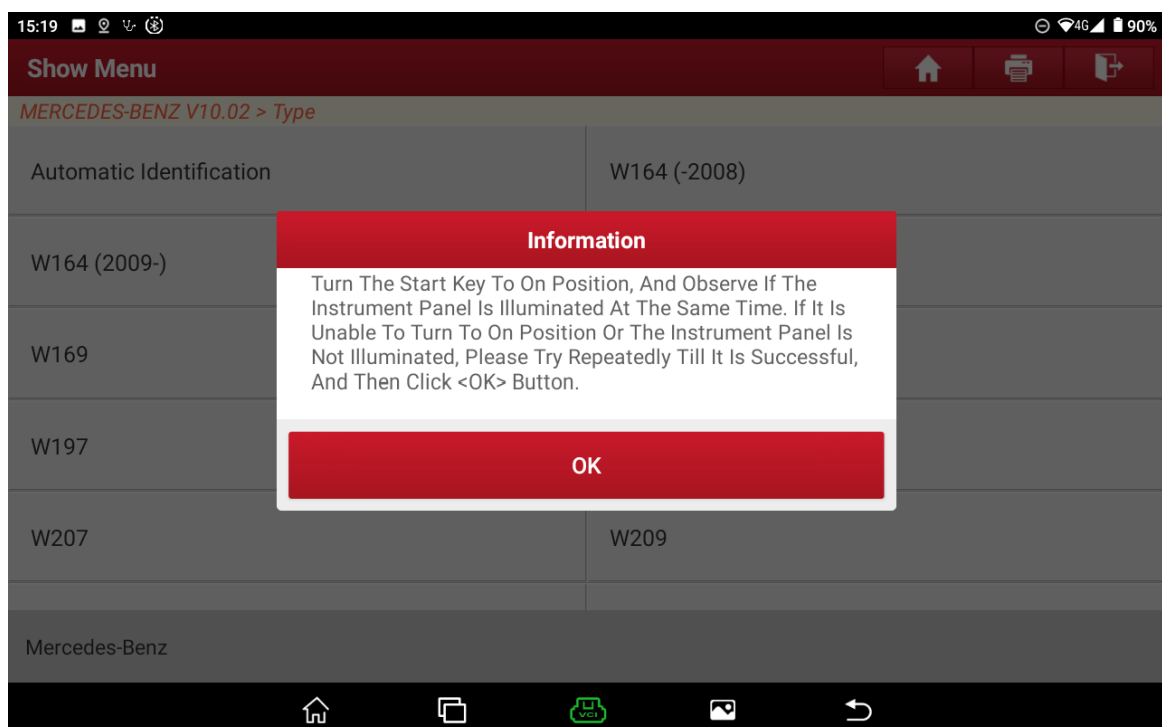 15:19
4G 90%
Show Menu
MERCEDES-BENZ V10.02 > Type
Automatic Identification
W164 (-2008)
Information
W164 (2009-)
Turn The Start Key To On Position, And Observe If The
Instrument Panel Is Illuminated At The Same Time. If It Is
Unable To Turn To On Position Or The Instrument Panel Is
Not Illuminated, Please Try Repeatedly Till It Is Successful,
And Then Click <OK> Button.
W169
W197
OK
W207
W209
Mercedes-Benz
VCI